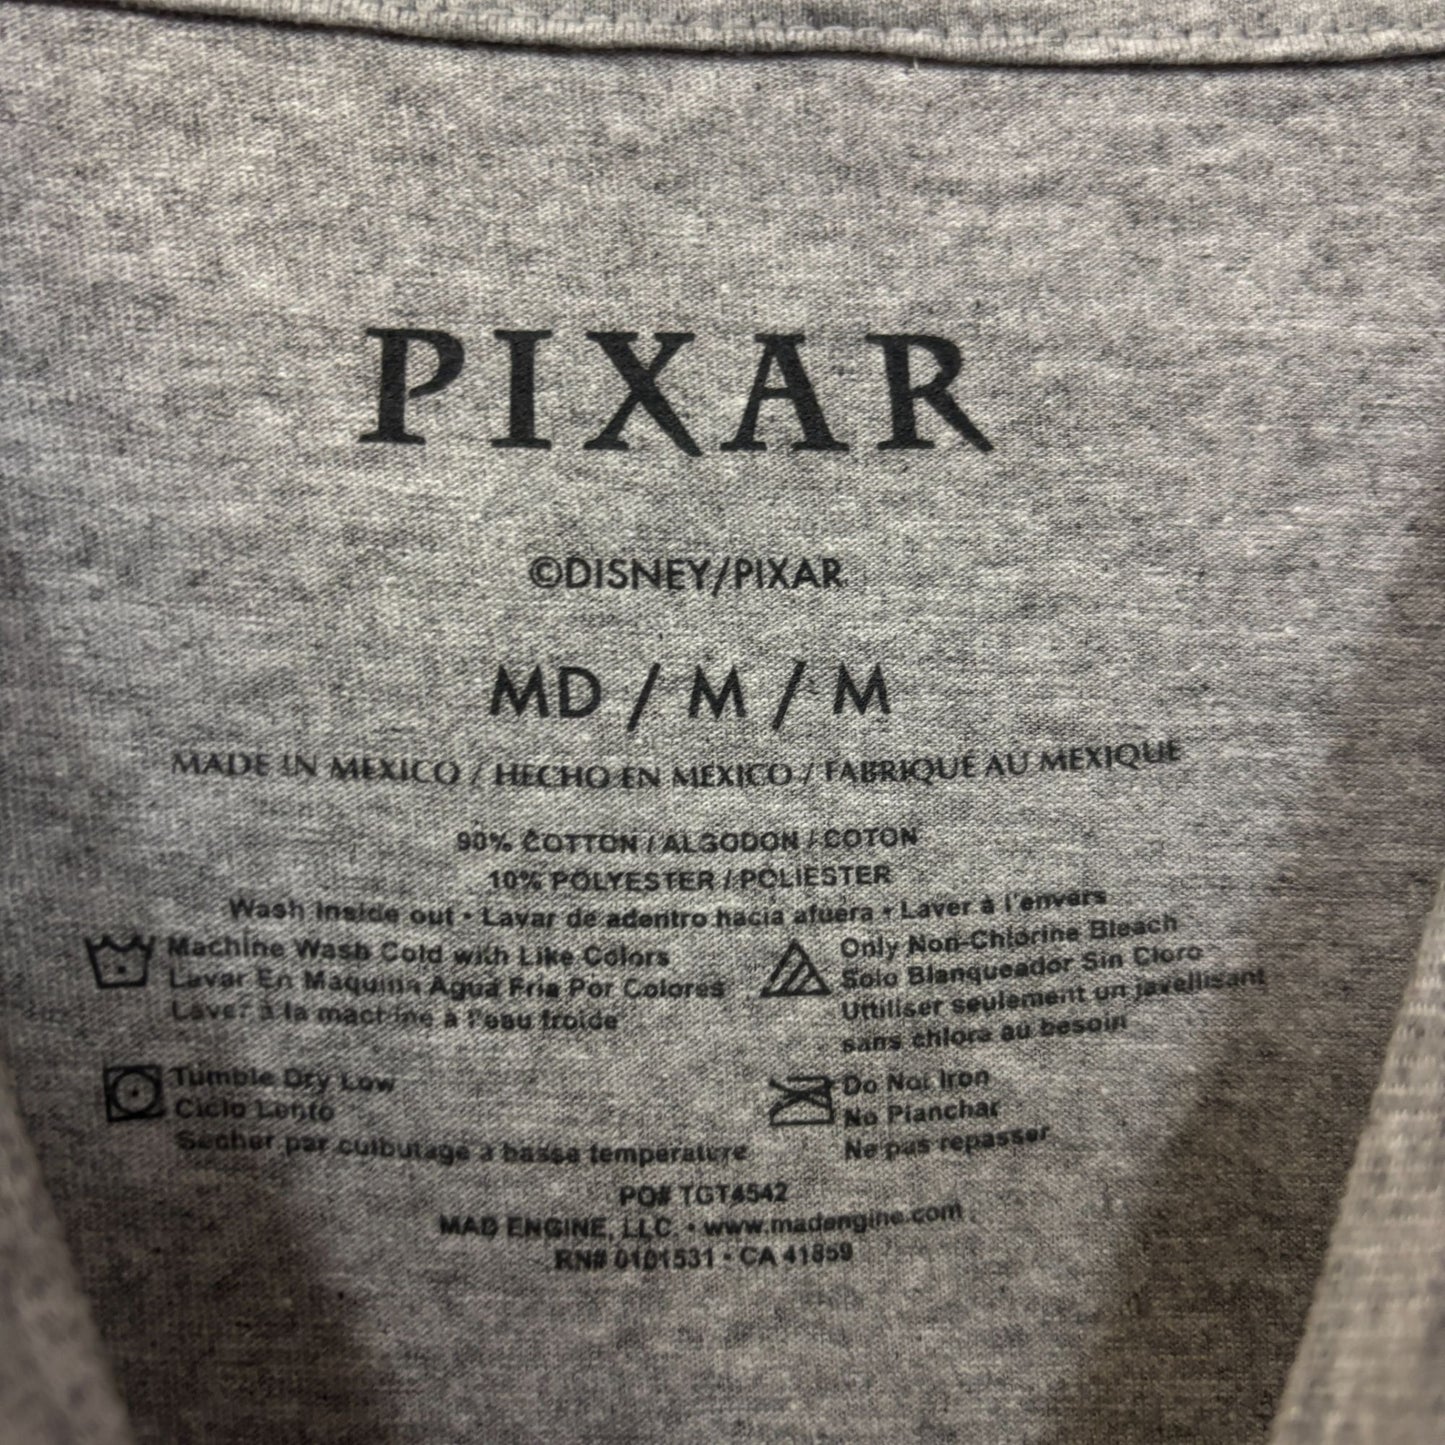 PIXAR
©DISNEY/PIXAR
MD / M / M
MADE IN MEXICO / HECHO EN MEXICO / FABRIQUÉ AU MEXIQUE
90% COTTON / ALGODON / COTON
10% POLYESTER / POLIESTER
Wash inside out • Lavar de adentro hacia afuera • Laver à l'envers
Machine Wash Cold with Like Colors
Lavar En Maquina Agua Fria Por Colores
Laver à la machine à l'eau froide
Only Non-Chlorine Bleach
Solo Blanqueador Sin Cloro
Uttiliser seulement un javellisant
sans chlore au besoin
Tumble Dry Low
Ciclo Lento
Secher par culbutage a basse temperature
Do Not Iron
No Planchar
Ne pas repasser
PO# TGT4542
MAD ENGINE, LLC. • www.madengine.com
RN# 0101531 • CA 41859